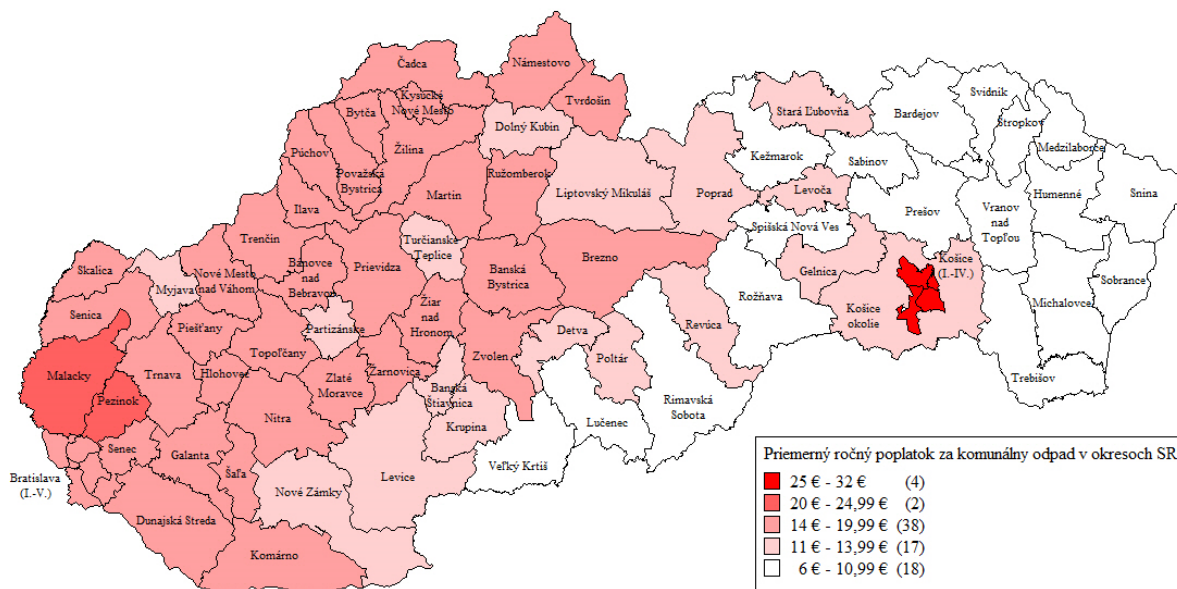 Čadca
Námestovo
Kysucké
Nové Mesto
Tvrdošín
Bytča
Dolný Kubín
Stará Ľubovňa
Bardejov
Svidník
Stropkov
Medzilaborce
Púchov
Žilina
Považská
Bystrica
Kežmarok
Sabinov
Ružomberok
Martin
Liptovský Mikuláš
Poprad
Levoča
Humenné
Snina
Ilava
Prešov
Vranov
nad
Topľou
Trenčín
Turčianske
Teplice
Spišská Nová Ves
Skalica
Nové Mesto
nad Váhom
Bánovce
nad
Bebravou
Prievidza
Banská
Bystrica
Brezno
Gelnica
Košice
(I.-IV.)
Sobrance
Myjava
Rožňava
Michalovce
Senica
Piešťany
Partizánske
Žiar
nad
Hronom
Košice
okolie
Revúca
Detva
Poltár
Zvolen
Topoľčany
Malacky
Trnava
Hlohovec
Zlaté
Moravce
Žarnovica
Trebišov
Pezinok
Banská
Štiavnica
Rimavská
Sobota
Nitra
Krupina
Lučenec
Senec
Galanta
Šaľa
Levice
Veľký Krtíš
Bratislava
(I.-V.)
Nové Zámky
Dunajská Streda
Komárno
Priemerný ročný poplatok za komunálny odpad v okresoch SR
25 € - 32 € (4)
20 € - 24,99 € (2)
14 € - 19,99 € (38)
11 € - 13,99 € (17)
6 € - 10,99 € (18)